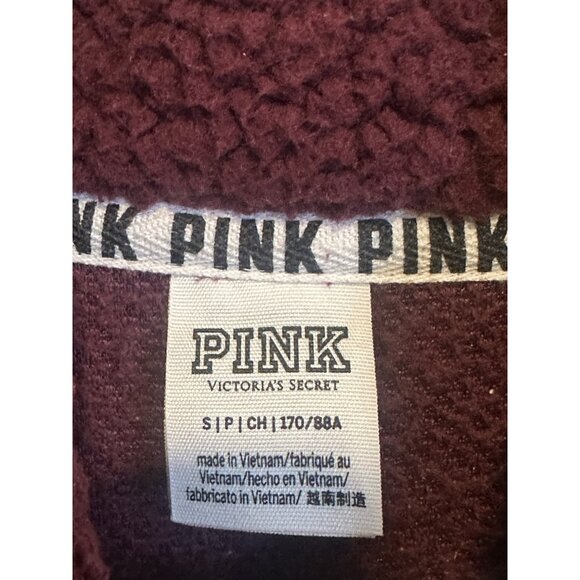 NK PINK PINK
PINK
VICTORIA'S SECRET
S|P|CH|170/88A
made in Vietnam/fabriqué au
Vietnam/hecho en Vietnam/
fabbricato in Vietnam/ 越南制造